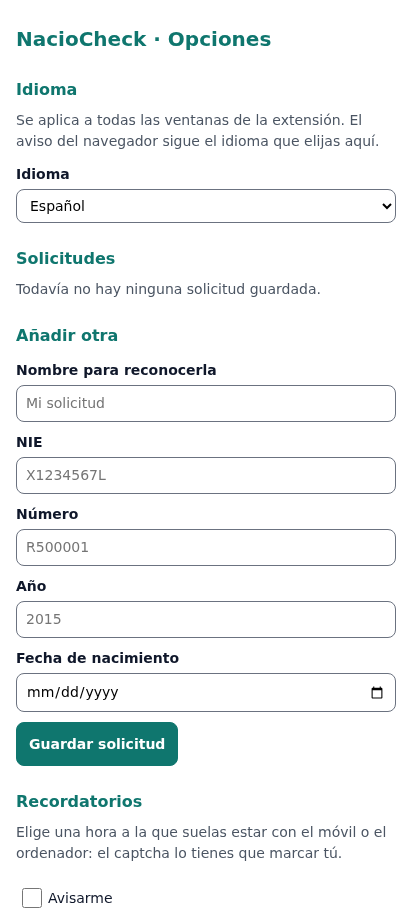 NacioCheck · Opciones
Idioma
Se aplica a todas las ventanas de la extensión. El
aviso del navegador sigue el idioma que elijas aquí.
Idioma
Español
Solicitudes
Todavía no hay ninguna solicitud guardada.
Añadir otra
Nombre para reconocerla
Mi solicitud
NIE
X1234567L
Número
R500001
Año
2015
Fecha de nacimiento
mm/dd/yyyy
Guardar solicitud
Recordatorios
Elige una hora a la que suelas estar con el móvil o el
ordenador: el captcha lo tienes que marcar tú.
Avisarme